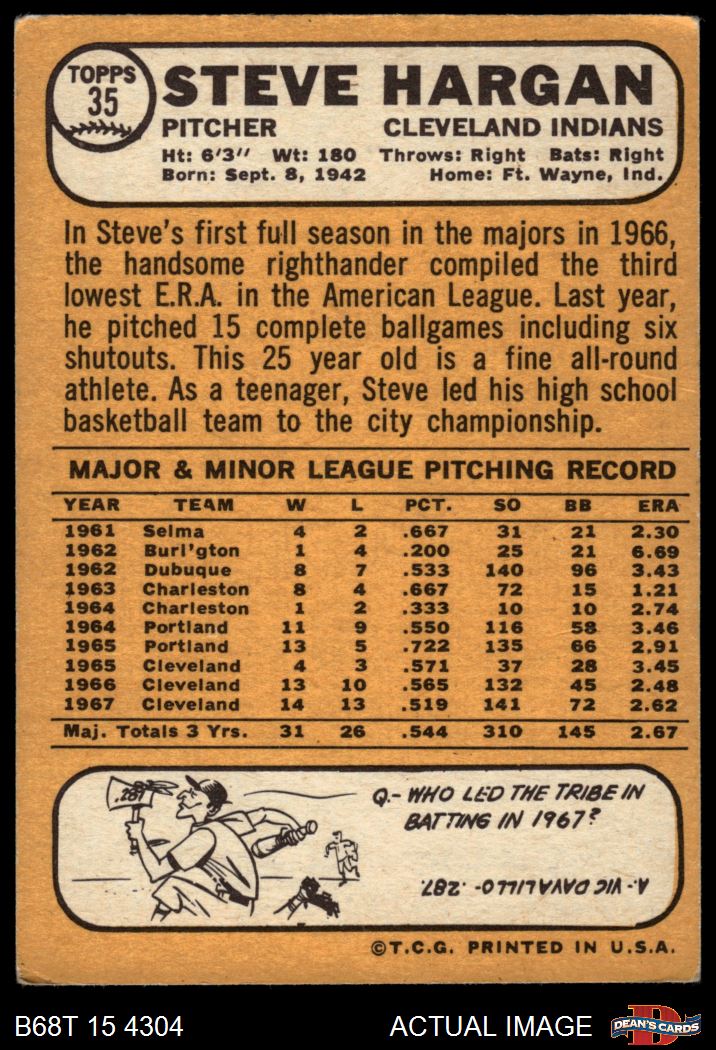 TOPPS
35
STEVE HARGAN
PITCHER CLEVELAND INDIANS
Ht: 6'3" Wt: 180 Throws: Right Bats: Right
Born: Sept. 8, 1942 Home: Ft. Wayne, Ind.
In Steve's first full season in the majors in 1966,
the handsome righthander compiled the third
lowest E.R.A. in the American League. Last year,
he pitched 15 complete ballgames including six
shutouts. This 25 year old is a fine all-round
athlete. As a teenager, Steve led his high school
basketball team to the city championship.
MAJOR & MINOR LEAGUE PITCHING RECORD
YEAR TEAM W L PCT. SO BB ERA
1961 Selma 4 2 .667 31 21 2.30
1962 Burl'gton 1 4 .200 25 21 6.69
1962 Dubuque 8 7 .533 140 96 3.43
1963 Charleston 8 4 .667 72 15 1.21
1964 Charleston 1 2 .333 10 10 2.74
1964 Portland 11 9 .550 116 58 3.46
1965 Portland 13 5 .722 135 66 2.91
1965 Cleveland 4 3 .571 37 28 3.45
1966 Cleveland 13 10 .565 132 45 2.48
1967 Cleveland 14 13 .519 141 72 2.62
Maj. Totals 3 Yrs. 31 26 .544 310 145 2.67
.287
Q.- WHO LED THE TRIBE IN
BATTING IN 1967?
A.- VIC DAVALILLO- .287.
©T.C.G. PRINTED IN U.S.A.
B68T 15 4304 ACTUAL IMAGE
D
DEAN'S CARDS